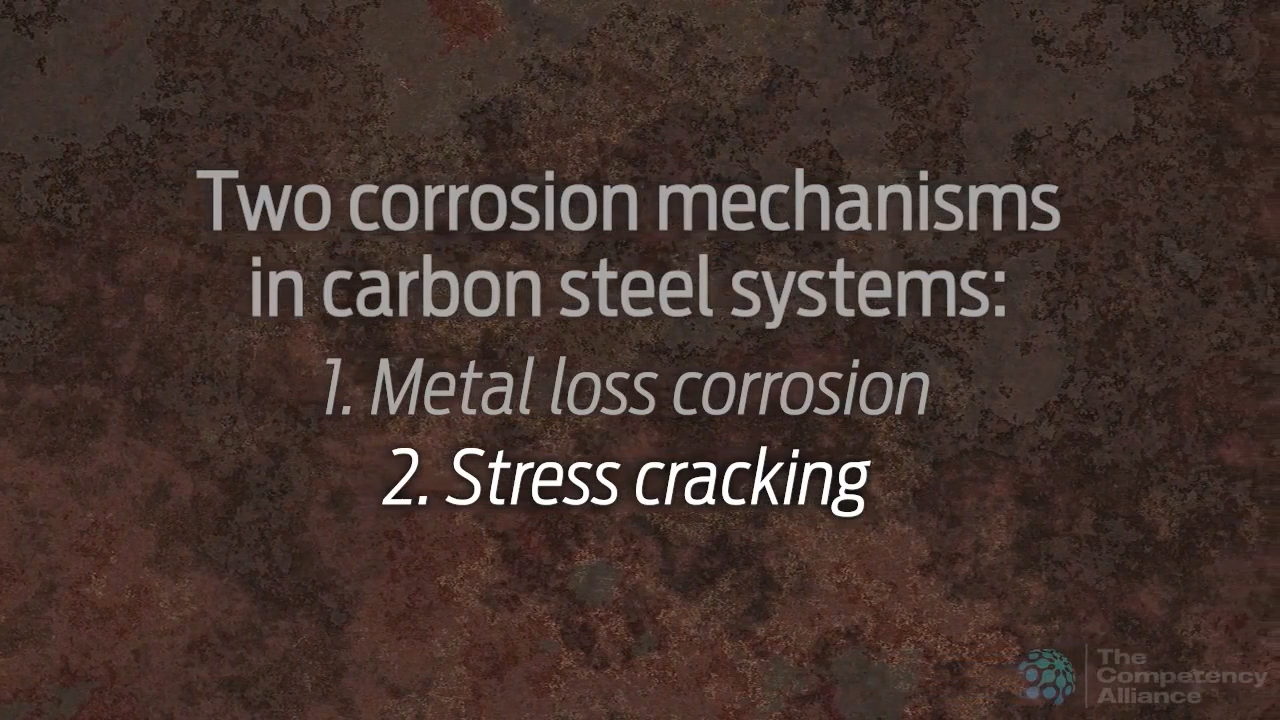 Two corrosion mechanisms
in carbon steel systems:
1. Metal loss corrosion
2. Stress cracking
The
Competency
Alliance